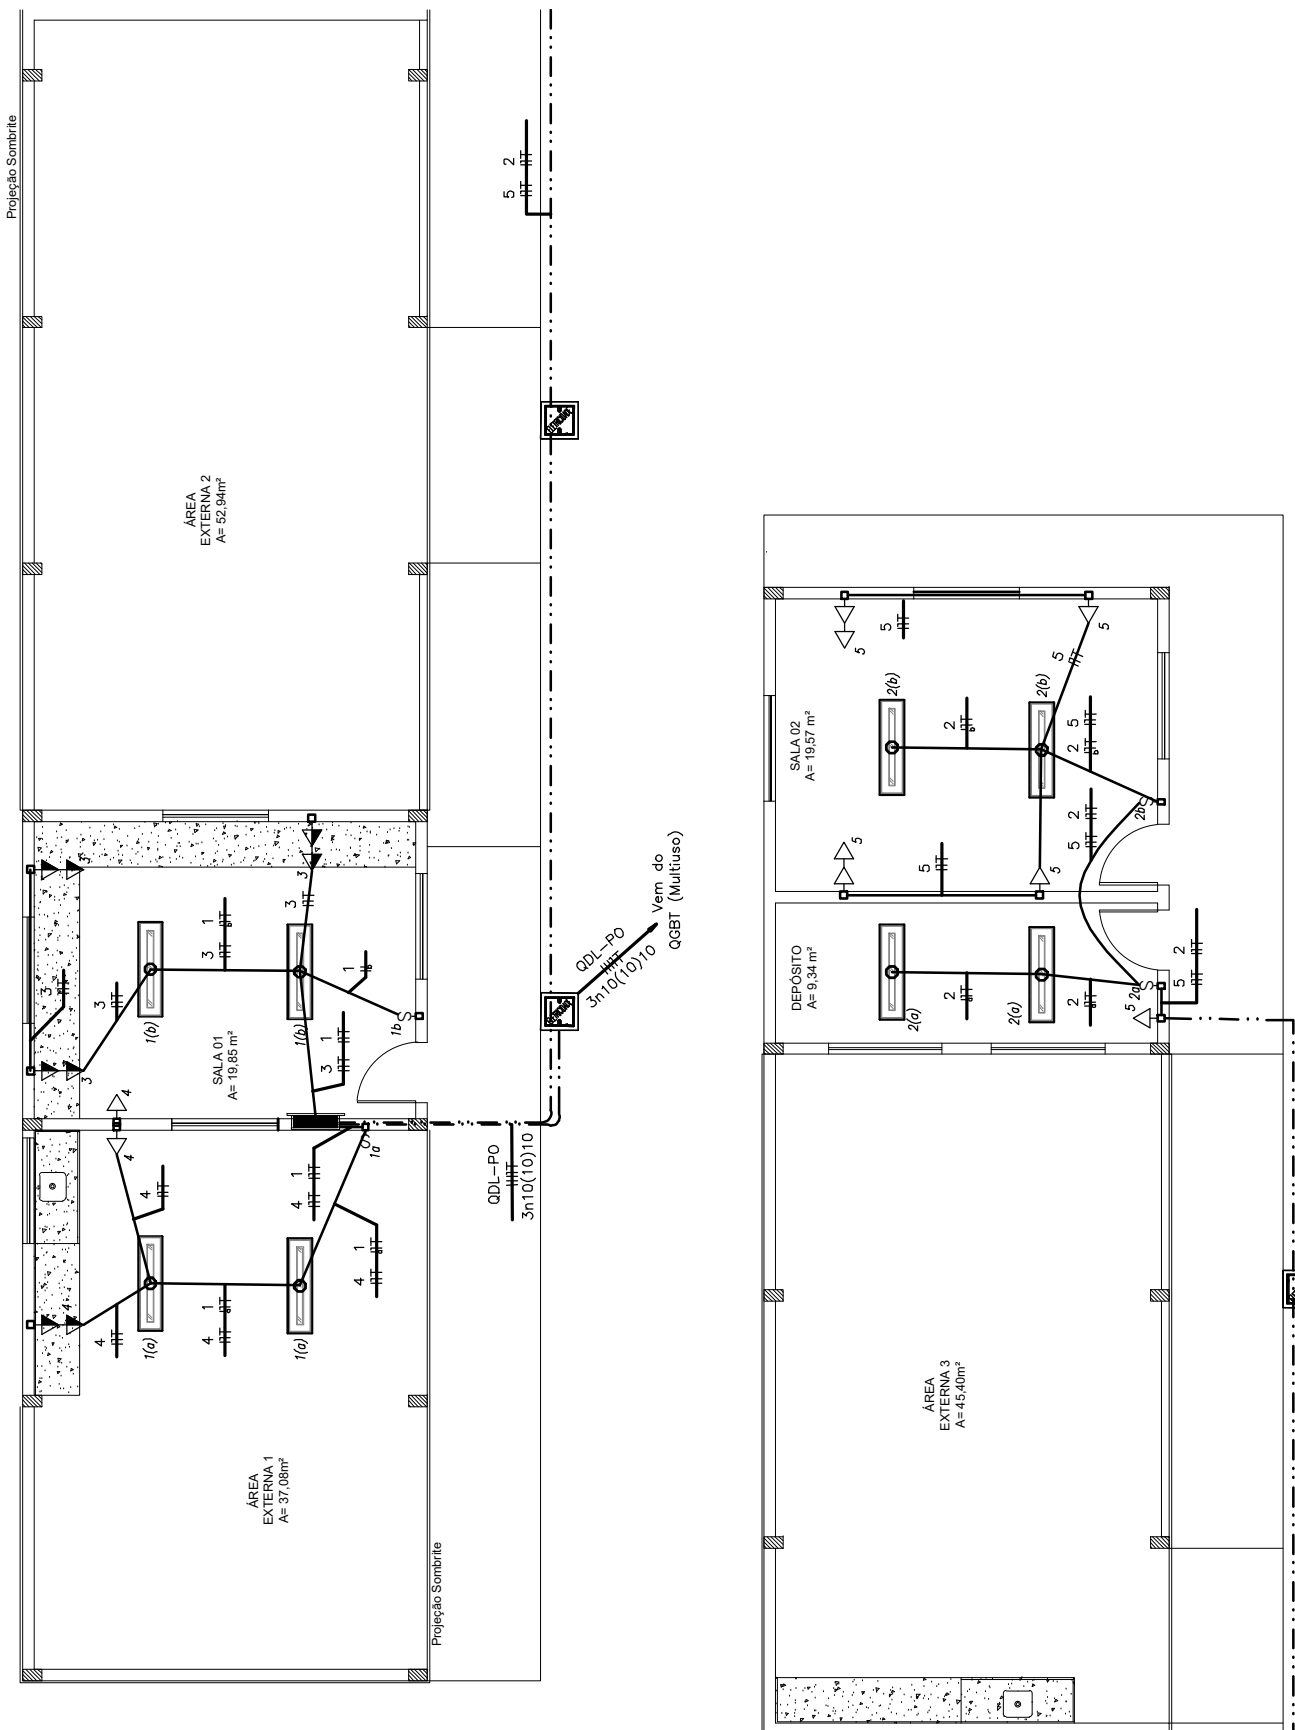 Projeção Sombrite
5 2
ÁREA
EXTERNA 2
A= 52,94m²
3
3
3
3
3
3
1
3
1(b)
1(b)
1
b
1b
3 1
SALA 01
A= 19,85 m²
4
4
4
QDL-PO
3n10(10)10
Vem do
QGBT (Multiuso)
QDL-PO
3n10(10)10
1a
4 1
4 1
a
4
4
4 1
a
1(a)
1(a)
ÁREA
EXTERNA 1
A= 37,08m²
Projeção Sombrite
5
5
5
5
2(b)
2(b)
2
b
SALA 02
A= 19,57 m²
2 5
b
2b
5 2
5
5
5
DEPÓSITO
A= 9,34 m²
2(a)
2(a)
2
a
2
a
2a
5
5 2
ÁREA
EXTERNA 3
A=45,40m²